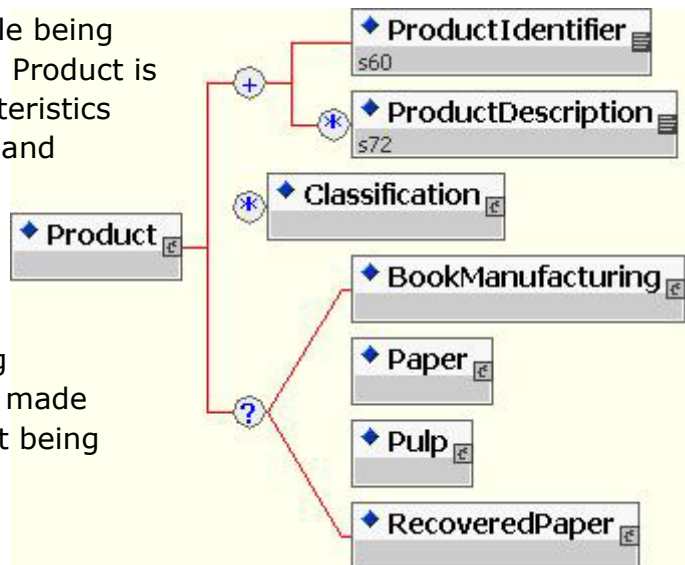 le being
Product is
teristics
and
g
made
t being
ProductIdentifier
s60
+
ProductDescription
*
s72
Classification
*
Product
BookManufacturing
Paper
?
Pulp
RecoveredPaper